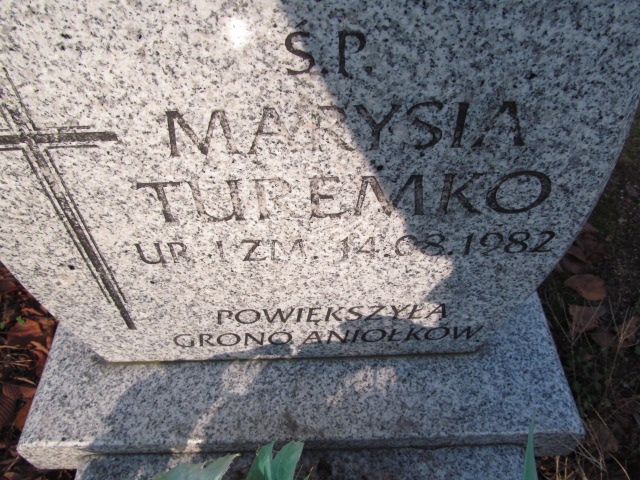 Ś.P.
MARYSIA
TUREMKO
UR. I ZM. 14.08.1982
POWIĘKSZYŁA
GRONO ANIOŁKÓW